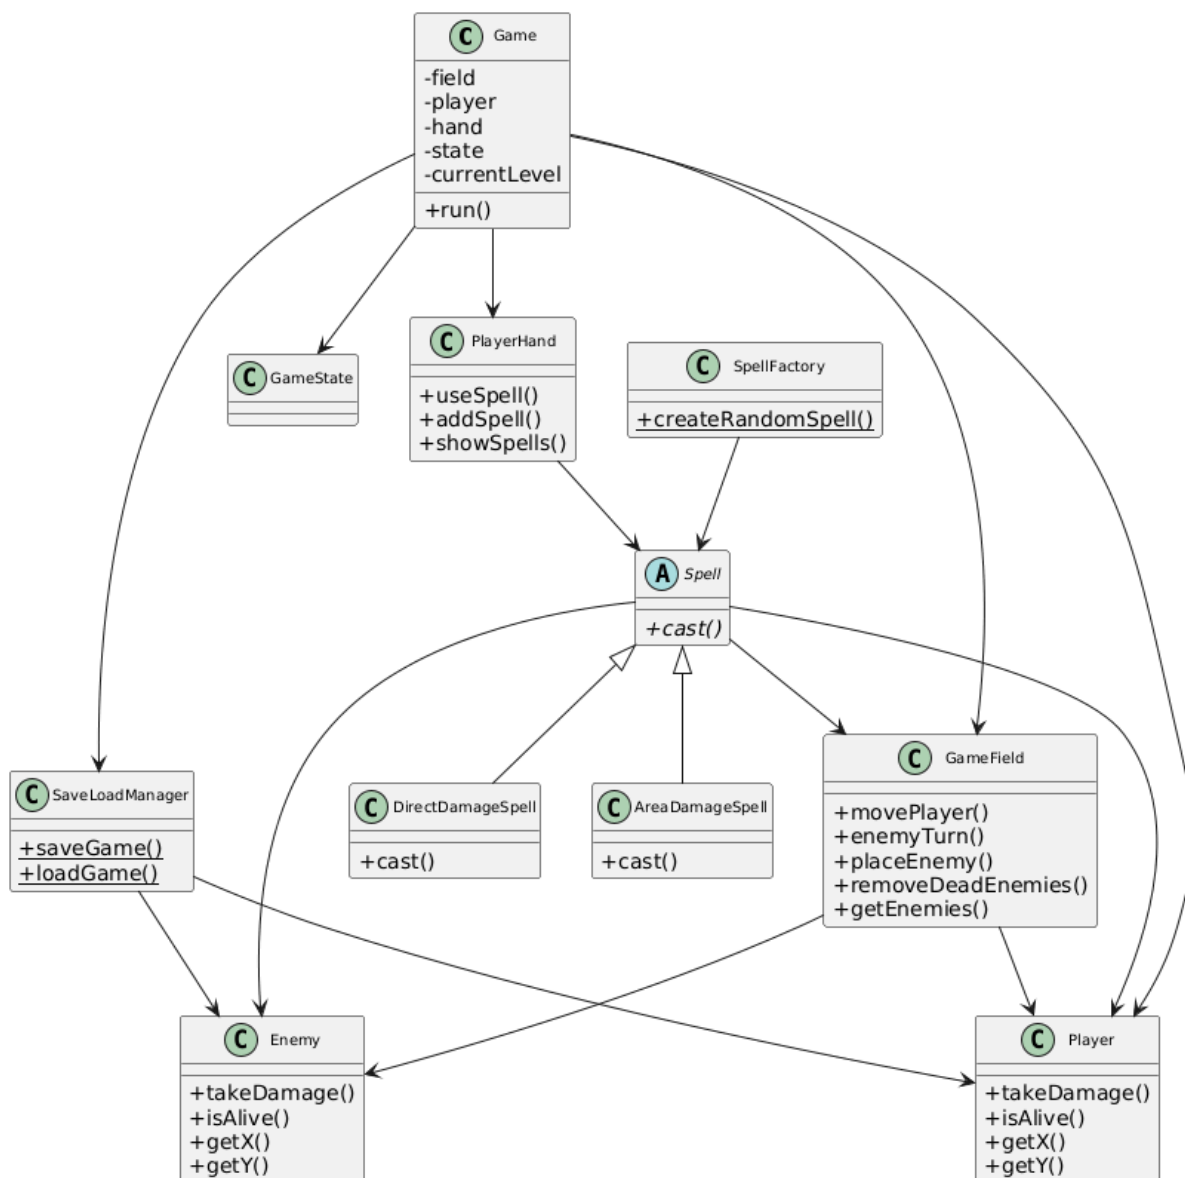 C Game
-field
-player
-hand
-state
-currentLevel
+run()
C GameState
C PlayerHand
+useSpell()
+addSpell()
+showSpells()
C SpellFactory
+createRandomSpell()
A Spell
+cast()
C SaveLoadManager
+saveGame()
+loadGame()
C DirectDamageSpell
+cast()
C AreaDamageSpell
+cast()
C GameField
+movePlayer()
+enemyTurn()
+placeEnemy()
+removeDeadEnemies()
+getEnemies()
C Enemy
+takeDamage()
+isAlive()
+getX()
+getY()
C Player
+takeDamage()
+isAlive()
+getX()
+getY()